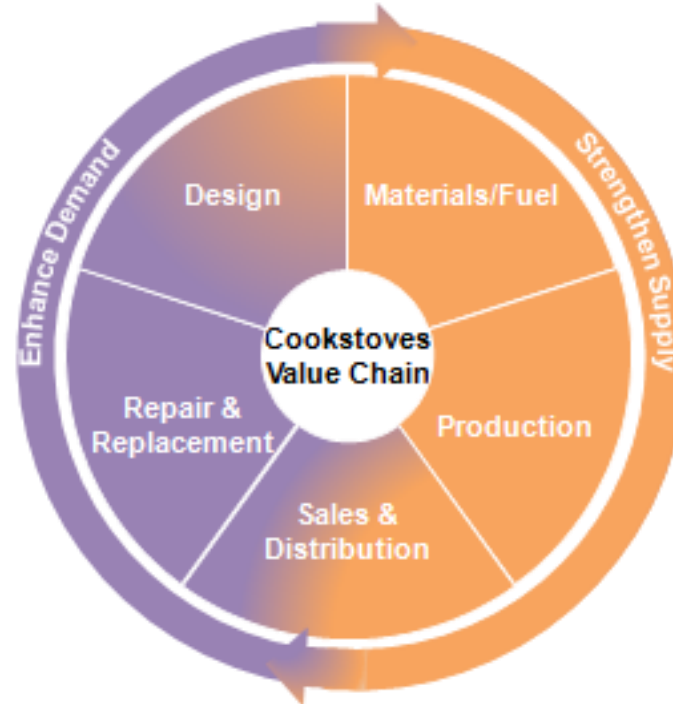 Enhance Demand
Strengthen Supply
Design
Materials/Fuel
Cookstoves
Value Chain
Repair &
Replacement
Production
Sales &
Distribution